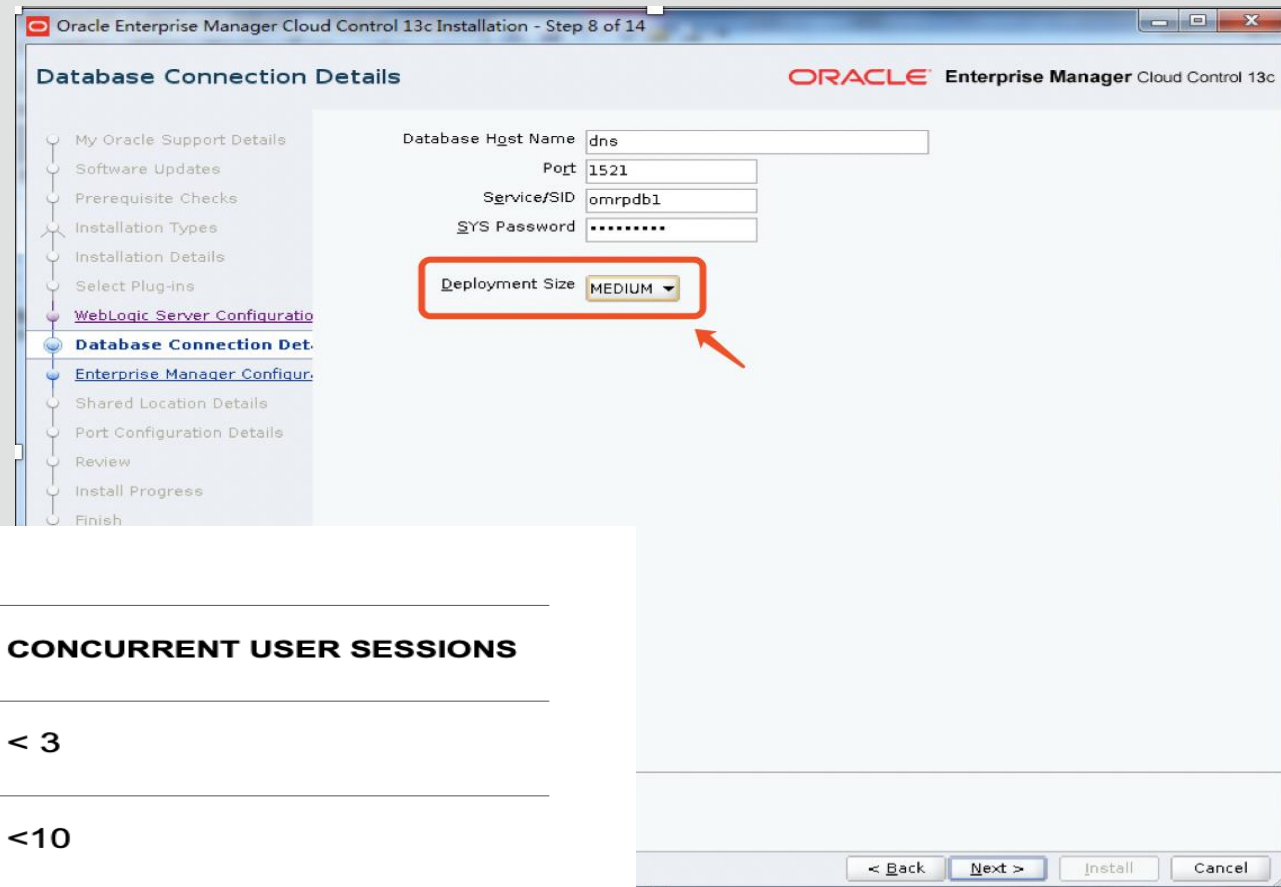 Oracle Enterprise Manager Cloud Control 13c Installation - Step 8 of 14
Database Connection Details
ORACLE Enterprise Manager Cloud Control 13c
My Oracle Support Details
Software Updates
Prerequisite Checks
Installation Types
Installation Details
Select Plug-ins
WebLogic Server Configuratio
Database Connection Det
Enterprise Manager Configur
Shared Location Details
Port Configuration Details
Review
Install Progress
Finish
Database Host Name dns
Port 1521
Service/SID omrpdb1
SYS Password •••••••••
Deployment Size MEDIUM
CONCURRENT USER SESSIONS
< 3
<10
< Back Next > Install Cancel